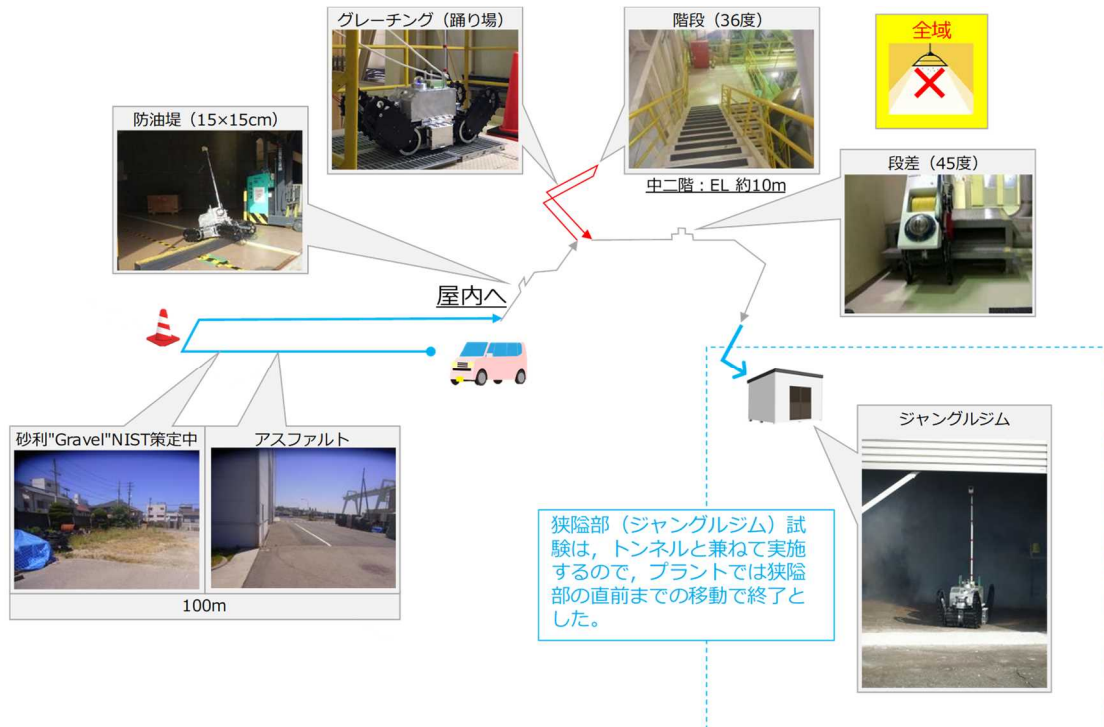 グレーチング（踊り場）
階段（36度）
全域
防油堤（15×15cm）
中二階：EL 約10m
段差（45度）
屋内へ
砂利"Gravel"NIST策定中
アスファルト
100m
ジャングルジム
狭隘部（ジャングルジム）試
験は，トンネルと兼ねて実施
するので，プラントでは狭隘
部の直前までの移動で終了と
した。